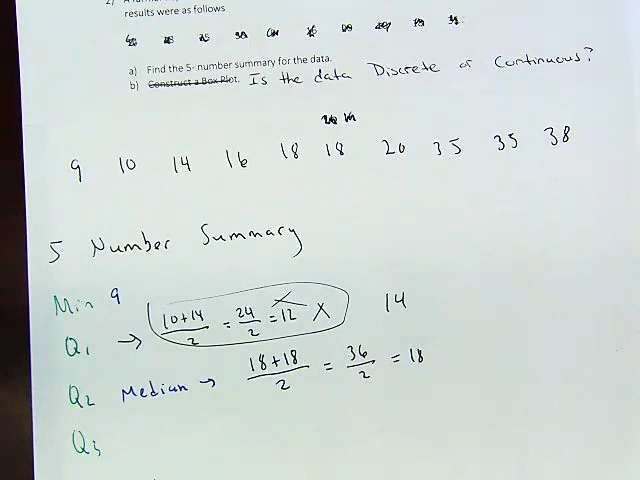 results were as follows
a) Find the 5- number summary for the data.
b) Construct a Box Plot. Is the data Discrete or Continuous?
9 10 14 16 18 18 20 35 35 38
5 Number Summary
Min 9
Q1 → 10+14/2 = 24/2 = 12 X 14
Q2 Median → 18+18/2 = 36/2 = 18
Q3